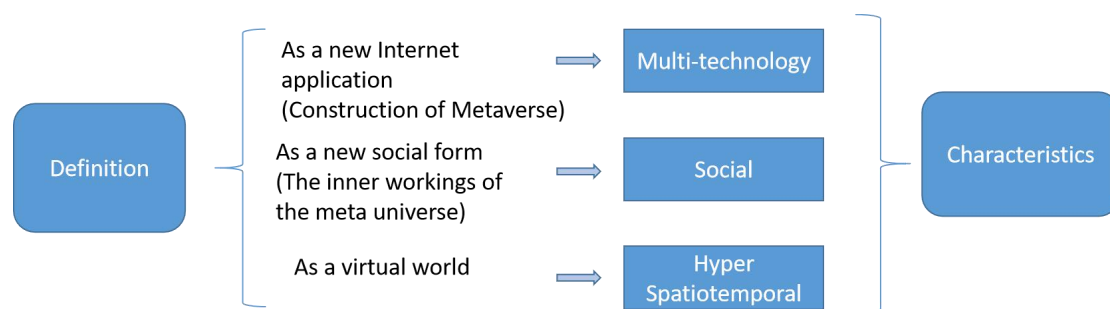 Definition
As a new Internet
application
(Construction of Metaverse)
As a new social form
(The inner workings of
the meta universe)
As a virtual world
Multi-technology
Social
Hyper
Spatiotemporal
Characteristics